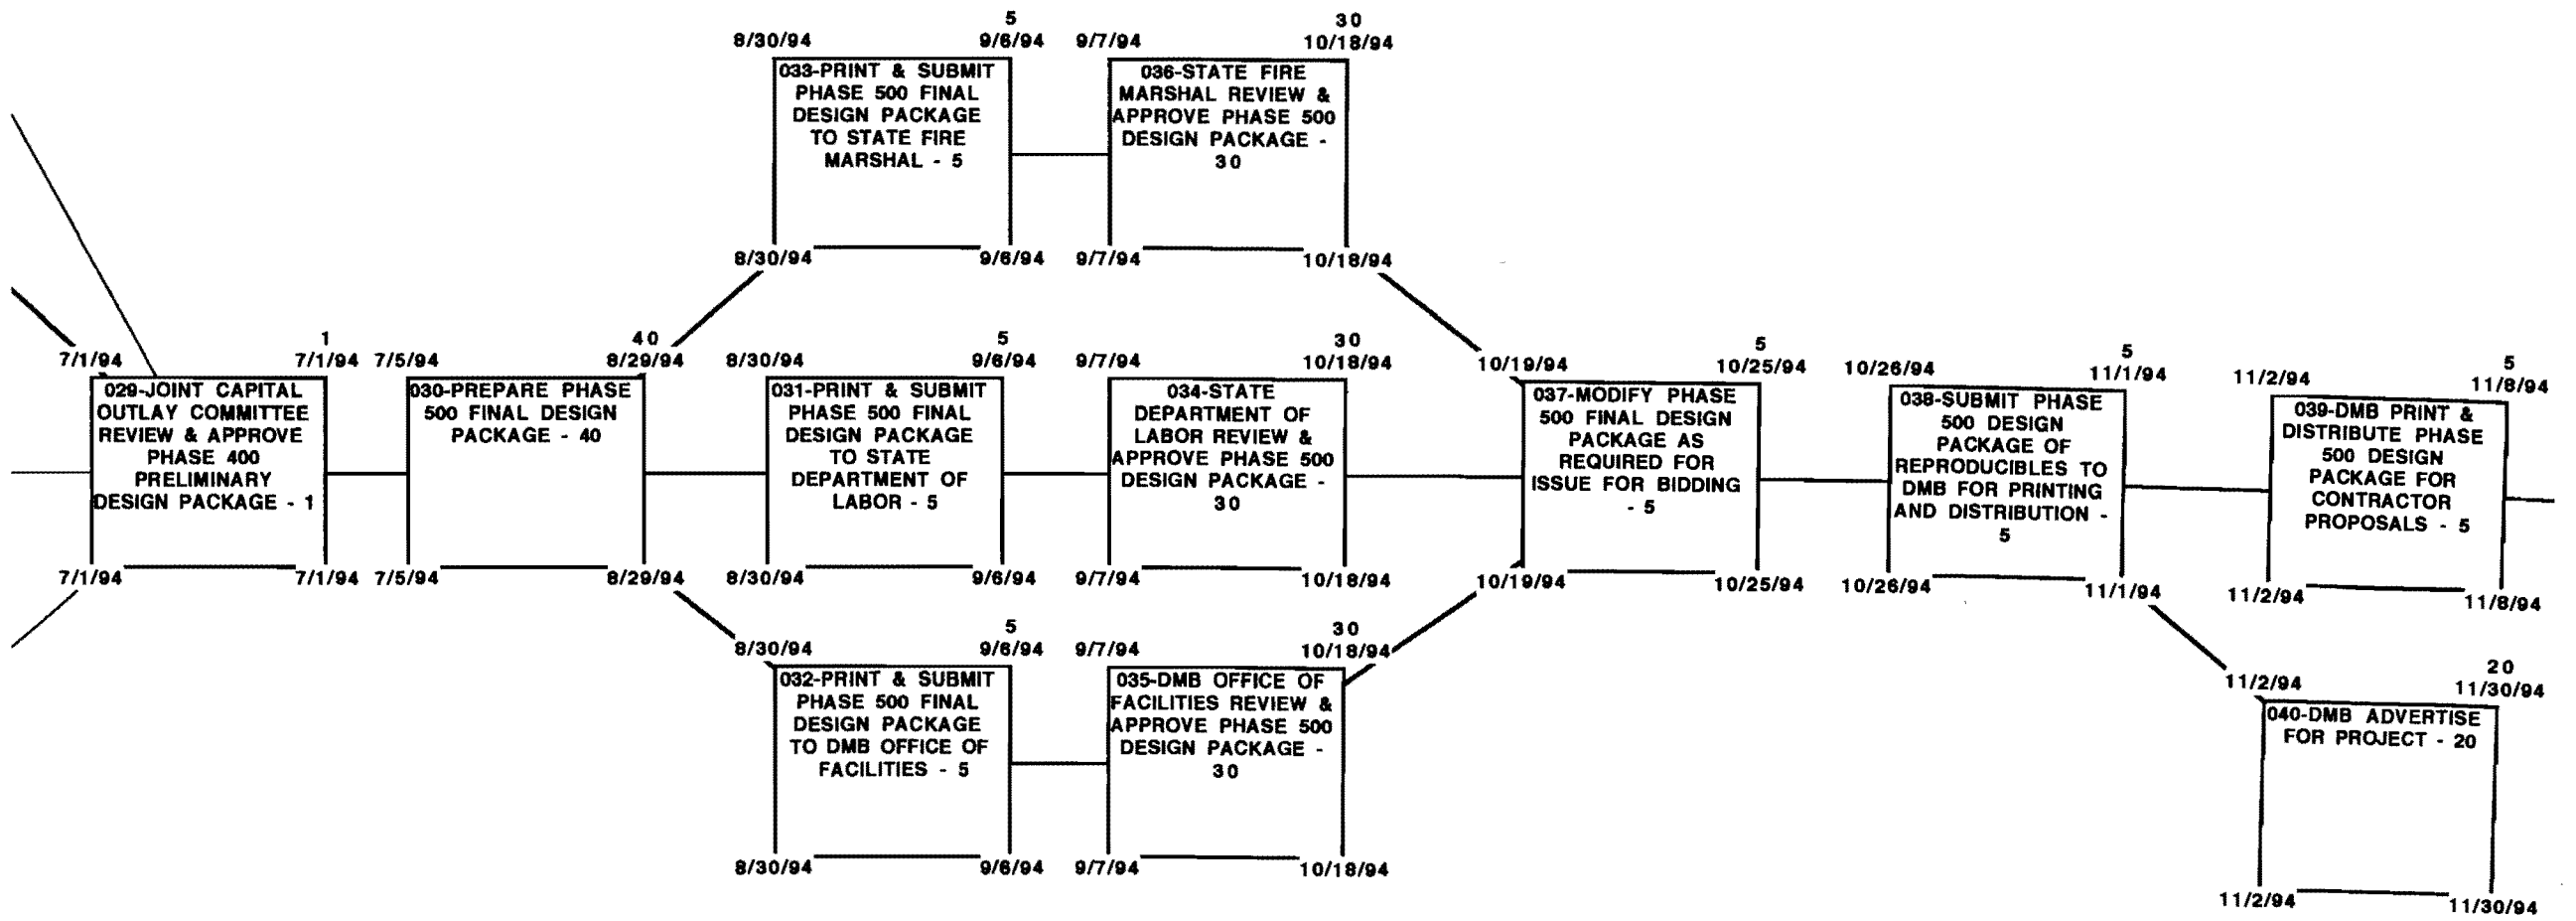 5
8/30/94 9/6/94
033-PRINT & SUBMIT
PHASE 500 FINAL
DESIGN PACKAGE
TO STATE FIRE
MARSHAL - 5
8/30/94 9/6/94
30
9/7/94 10/18/94
036-STATE FIRE
MARSHAL REVIEW &
APPROVE PHASE 500
DESIGN PACKAGE -
30
9/7/94 10/18/94
1
7/1/94 7/1/94
029-JOINT CAPITAL
OUTLAY COMMITTEE
REVIEW & APPROVE
PHASE 400
PRELIMINARY
DESIGN PACKAGE - 1
7/1/94 7/1/94
40
7/5/94 8/29/94
030-PREPARE PHASE
500 FINAL DESIGN
PACKAGE - 40
7/5/94 8/29/94
5
8/30/94 9/6/94
031-PRINT & SUBMIT
PHASE 500 FINAL
DESIGN PACKAGE
TO STATE
DEPARTMENT OF
LABOR - 5
8/30/94 9/6/94
30
9/7/94 10/18/94
034-STATE
DEPARTMENT OF
LABOR REVIEW &
APPROVE PHASE 500
DESIGN PACKAGE -
30
9/7/94 10/18/94
5
10/19/94 10/25/94
037-MODIFY PHASE
500 FINAL DESIGN
PACKAGE AS
REQUIRED FOR
ISSUE FOR BIDDING
- 5
10/19/94 10/25/94
5
10/26/94 11/1/94
038-SUBMIT PHASE
500 DESIGN
PACKAGE OF
REPRODUCIBLES TO
DMB FOR PRINTING
AND DISTRIBUTION -
5
10/26/94 11/1/94
5
11/2/94 11/8/94
039-DMB PRINT &
DISTRIBUTE PHASE
500 DESIGN
PACKAGE FOR
CONTRACTOR
PROPOSALS - 5
11/2/94 11/8/94
5
8/30/94 9/6/94
032-PRINT & SUBMIT
PHASE 500 FINAL
DESIGN PACKAGE
TO DMB OFFICE OF
FACILITIES - 5
8/30/94 9/6/94
30
9/7/94 10/18/94
035-DMB OFFICE OF
FACILITIES REVIEW &
APPROVE PHASE 500
DESIGN PACKAGE -
30
9/7/94 10/18/94
20
11/2/94 11/30/94
040-DMB ADVERTISE
FOR PROJECT - 20
11/2/94 11/30/94